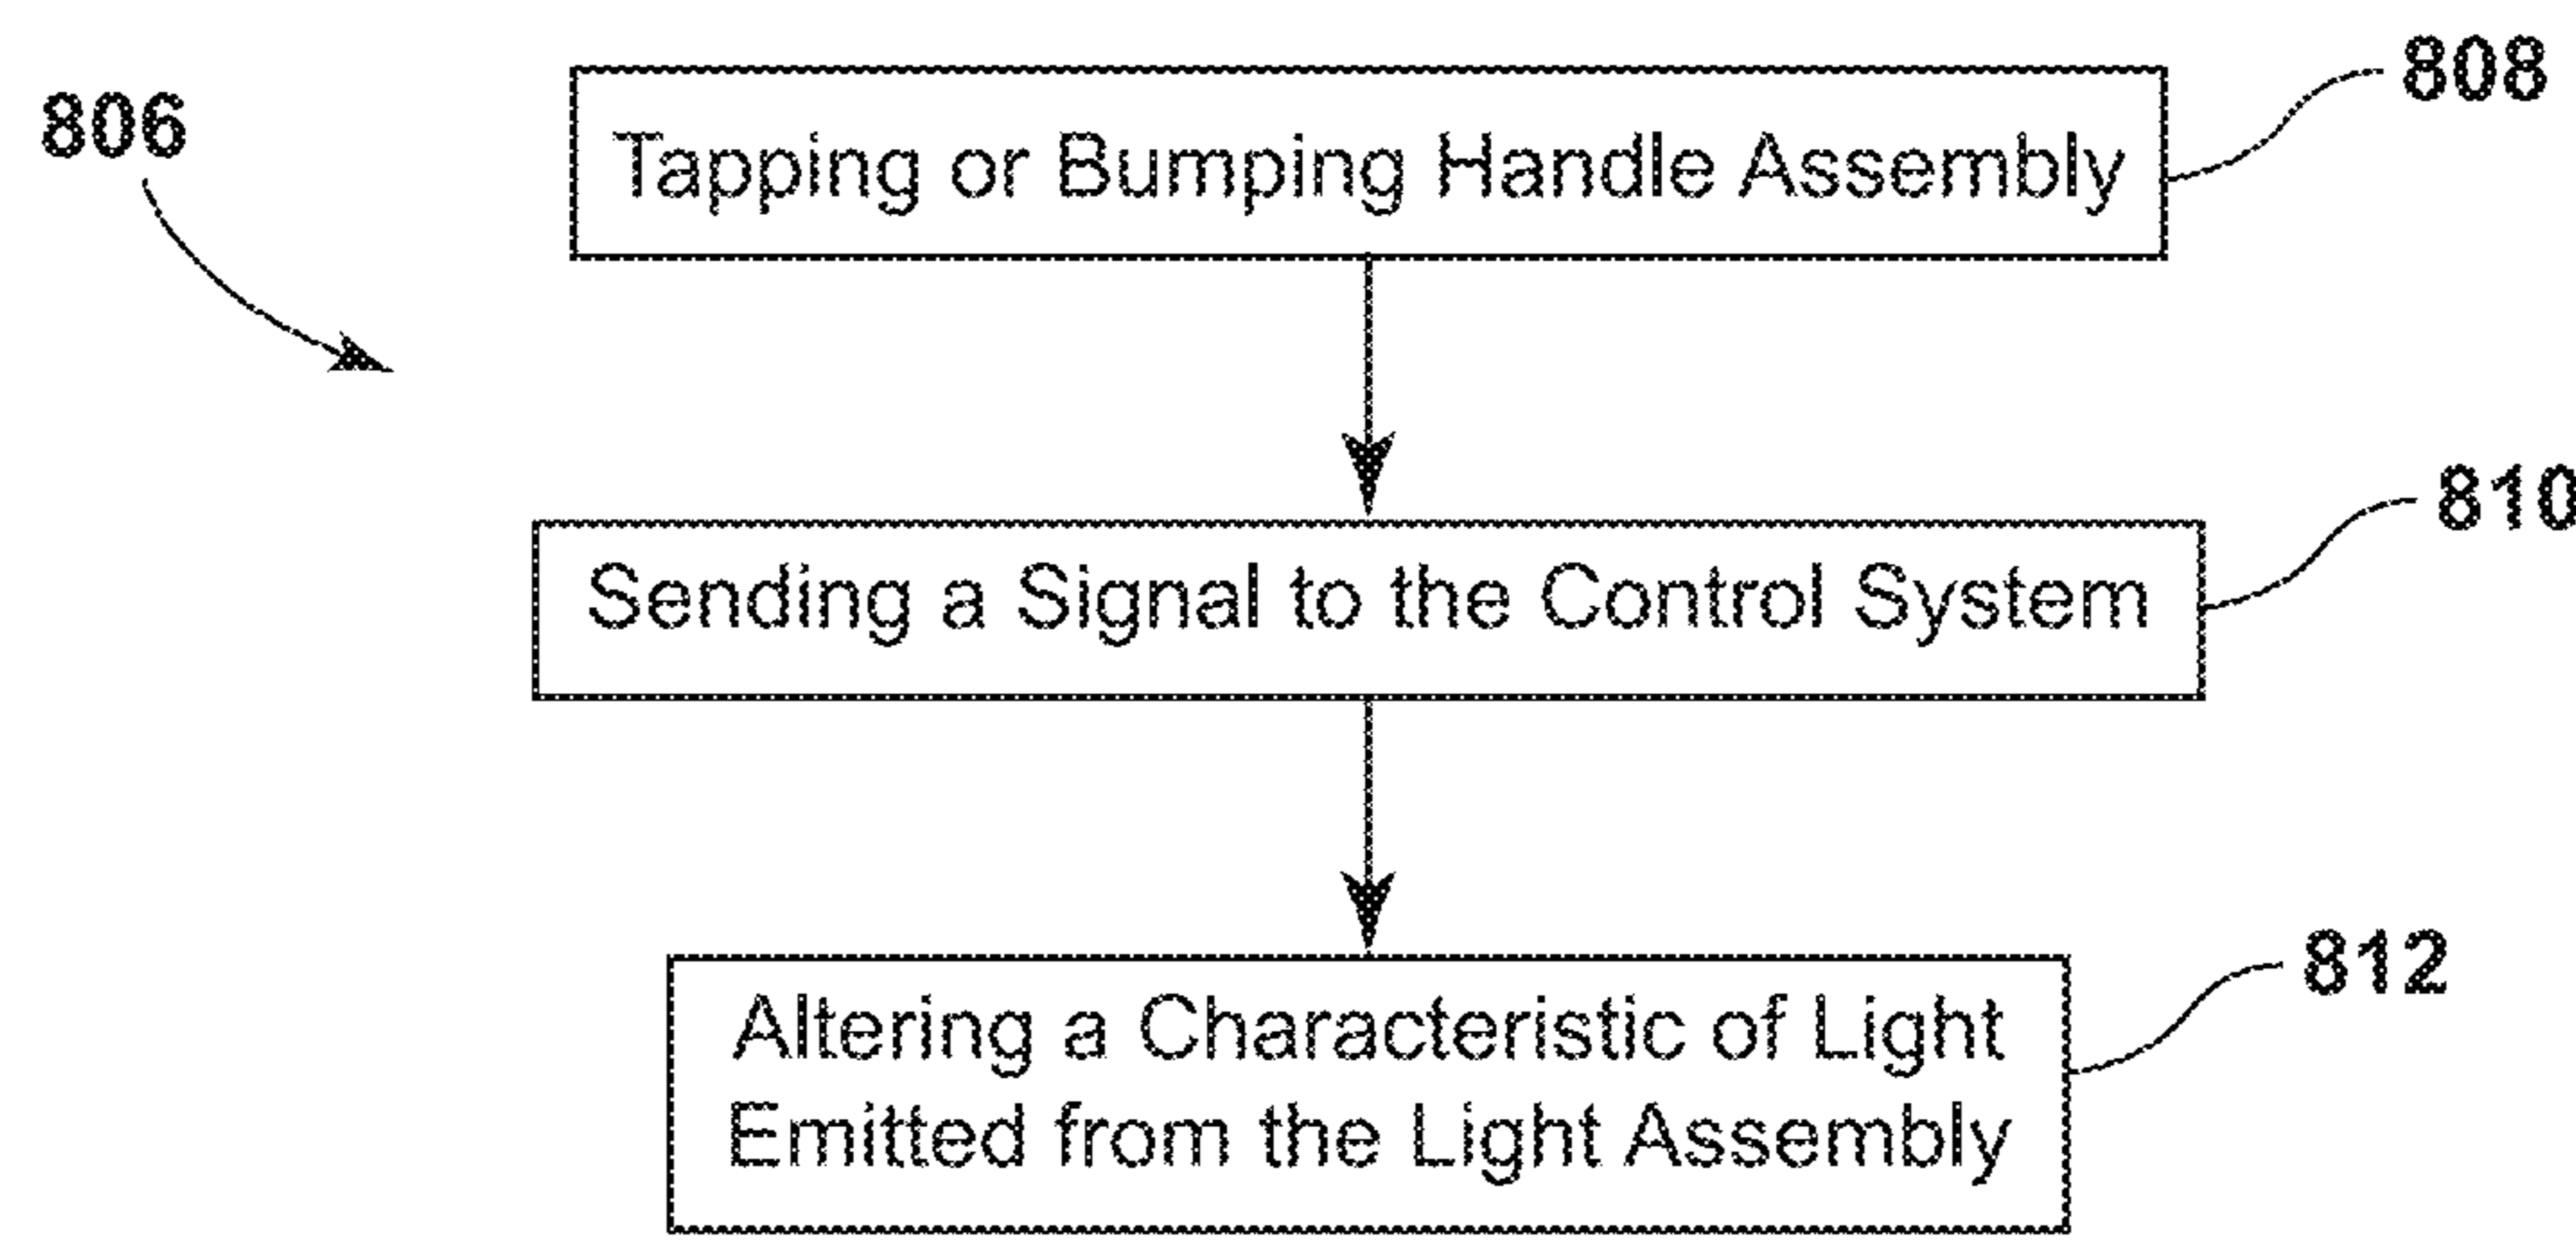 806
808
Tapping or Bumping Handle Assembly
810
Sending a Signal to the Control System
812
Altering a Characteristic of Light
Emitted from the Light Assembly